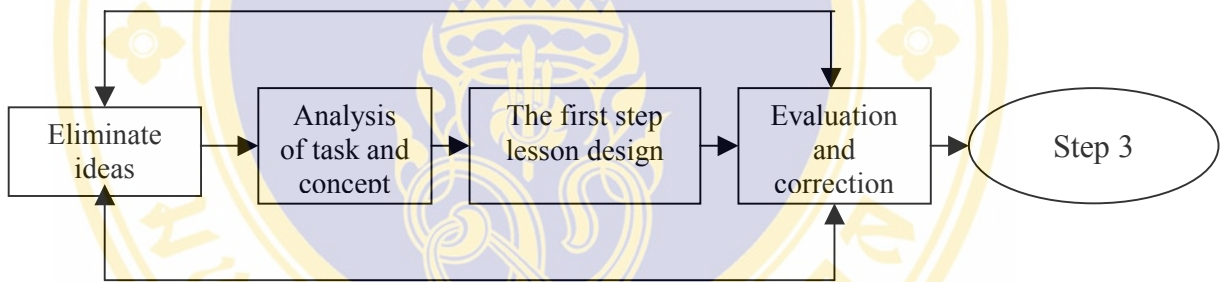 Eliminate
ideas
Analysis
of task and
concept
The first step
lesson design
Evaluation
and
correction
Step 3